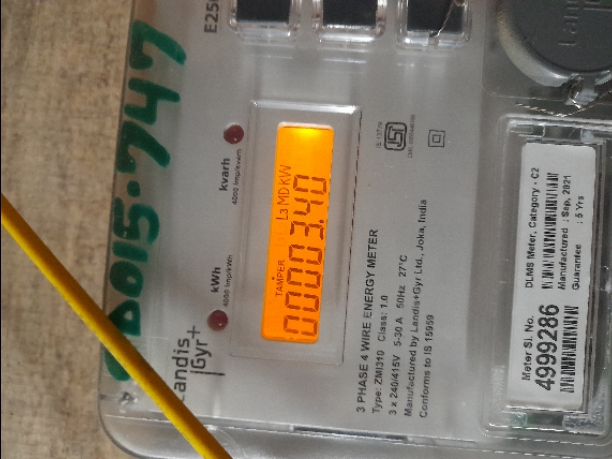 E250
kvarh
4000 imp/kvarh
kWh
4000 imp/kWh
Landis
Gyr+
TAMPER L3 MD KW
00003.40
3 PHASE 4 WIRE ENERGY METER
Type: ZMI310 Class: 1.0
3 x 240/415V 5-30 A 50Hz 27°C
Manufactured by Landis+Gyr Ltd., Joka, India
Conforms to IS 15959
DLMS Meter, Category - C2
Manufactured : Sep, 2021
Guarantee : 5 Yrs
Meter Sl. No.
4999286